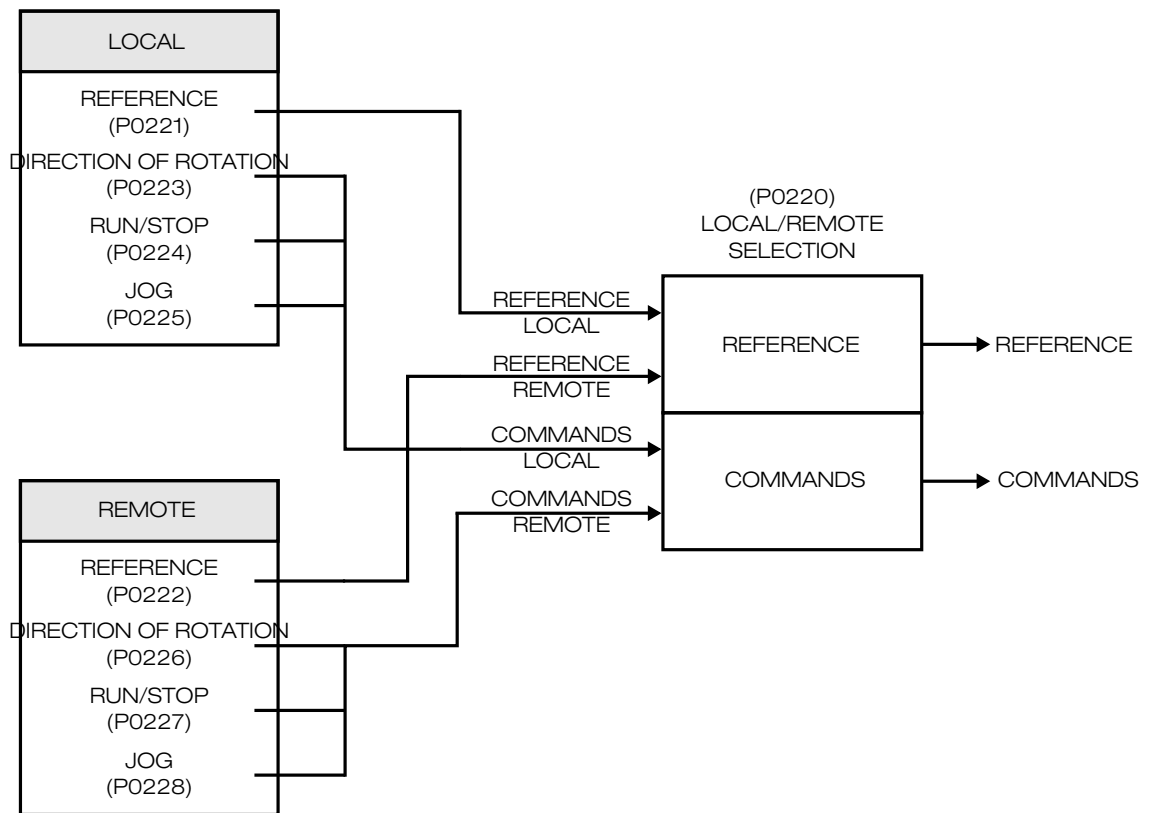 LOCAL
REFERENCE
(P0221)
DIRECTION OF ROTATION
(P0223)
RUN/STOP
(P0224)
JOG
(P0225)
REMOTE
REFERENCE
(P0222)
DIRECTION OF ROTATION
(P0226)
RUN/STOP
(P0227)
JOG
(P0228)
REFERENCE
LOCAL
REFERENCE
REMOTE
COMMANDS
LOCAL
COMMANDS
REMOTE
(P0220)
LOCAL/REMOTE
SELECTION
REFERENCE
COMMANDS
REFERENCE
COMMANDS